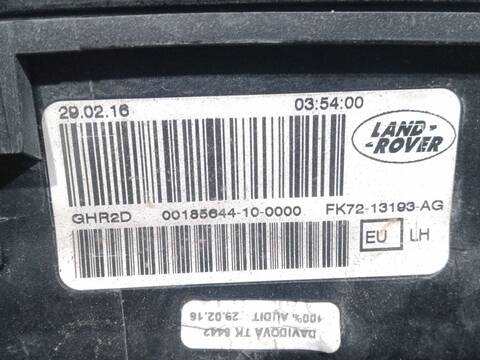 29.02.16 03:54:00
LAND-
-ROVER
GHR2D 00185644-10-0000 FK72-13193-AG
EU LH
DAVIDOVA TK 8442
100% AUDIT 29.02.16